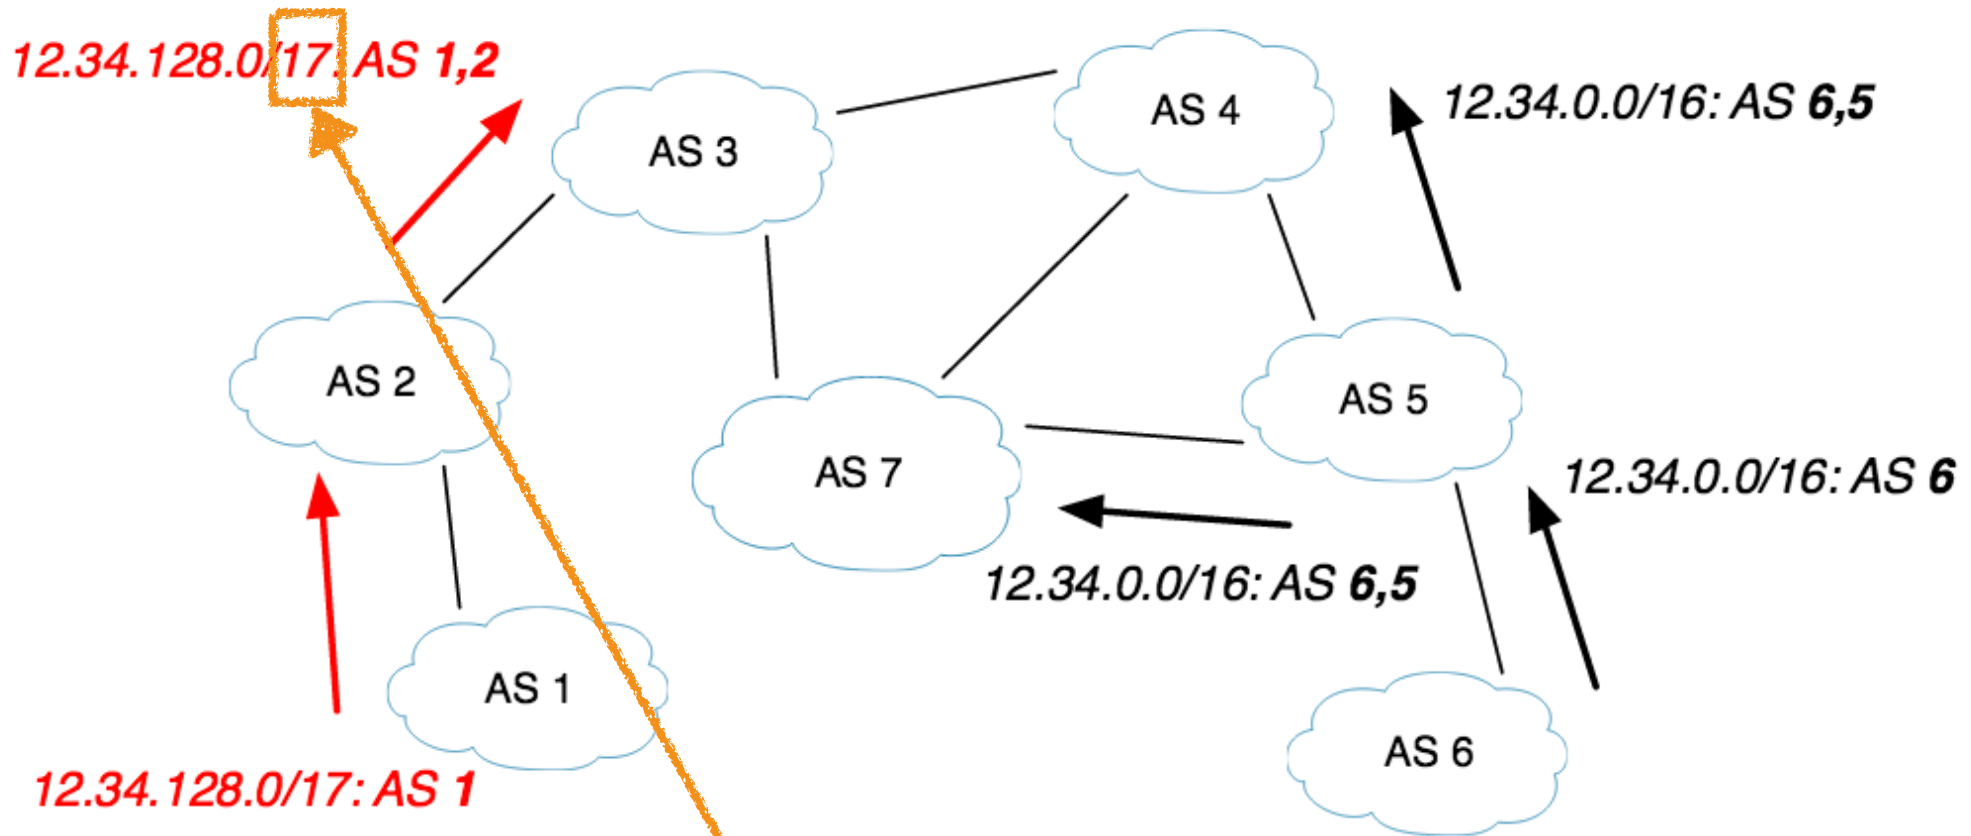 12.34.128.0/17: AS 1,2
AS 3
AS 4
12.34.0.0/16: AS 6,5
AS 2
AS 7
AS 5
12.34.0.0/16: AS 6
12.34.0.0/16: AS 6,5
AS 1
AS 6
12.34.128.0/17: AS 1